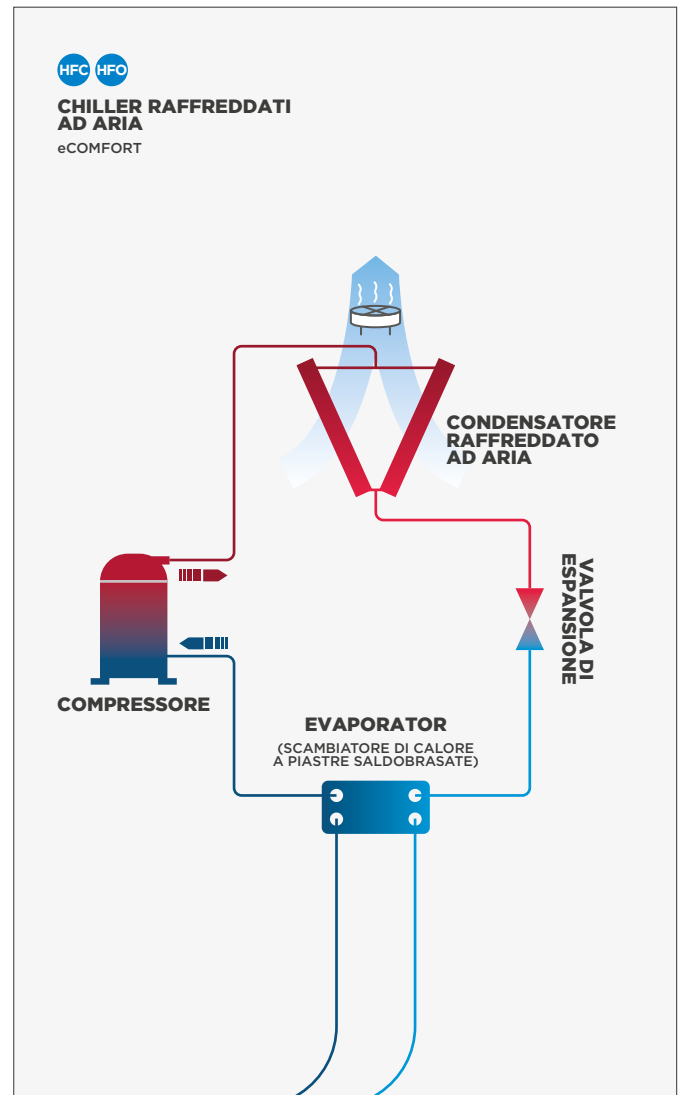 HFC HFO
CHILLER RAFFREDDATI
AD ARIA
eCOMFORT
CONDENSATORE
RAFFREDDATO
AD ARIA
VALVOLA DI
ESPANSIONE
COMPRESSORE
EVAPORATOR
(SCAMBIATORE DI CALORE
A PIASTRE SALDOBRASATE)